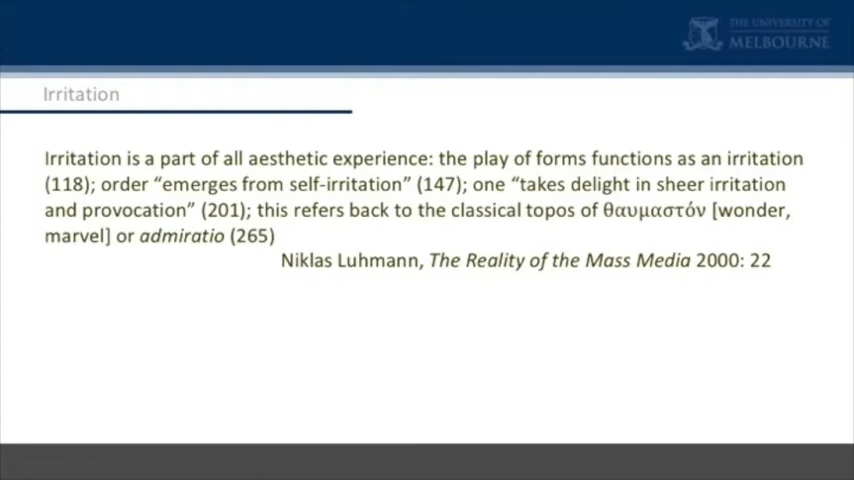 THE UNIVERSITY OF
MELBOURNE
Irritation
Irritation is a part of all aesthetic experience: the play of forms functions as an irritation
(118); order “emerges from self-irritation” (147); one “takes delight in sheer irritation
and provocation” (201); this refers back to the classical topos of θαυμαστόν [wonder,
marvel] or admiratio (265)
Niklas Luhmann, The Reality of the Mass Media 2000: 22